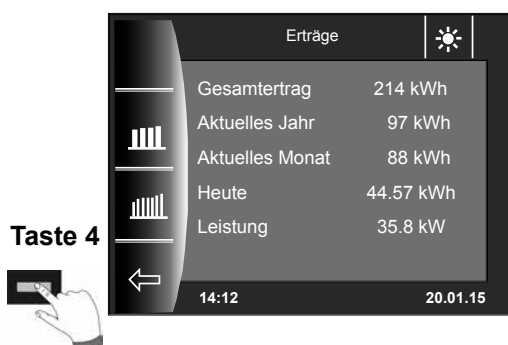 Erträge
Gesamtertrag 214 kWh
Aktuelles Jahr 97 kWh
Aktuelles Monat 88 kWh
Heute 44.57 kWh
Leistung 35.8 kW
Taste 4
14:12 20.01.15